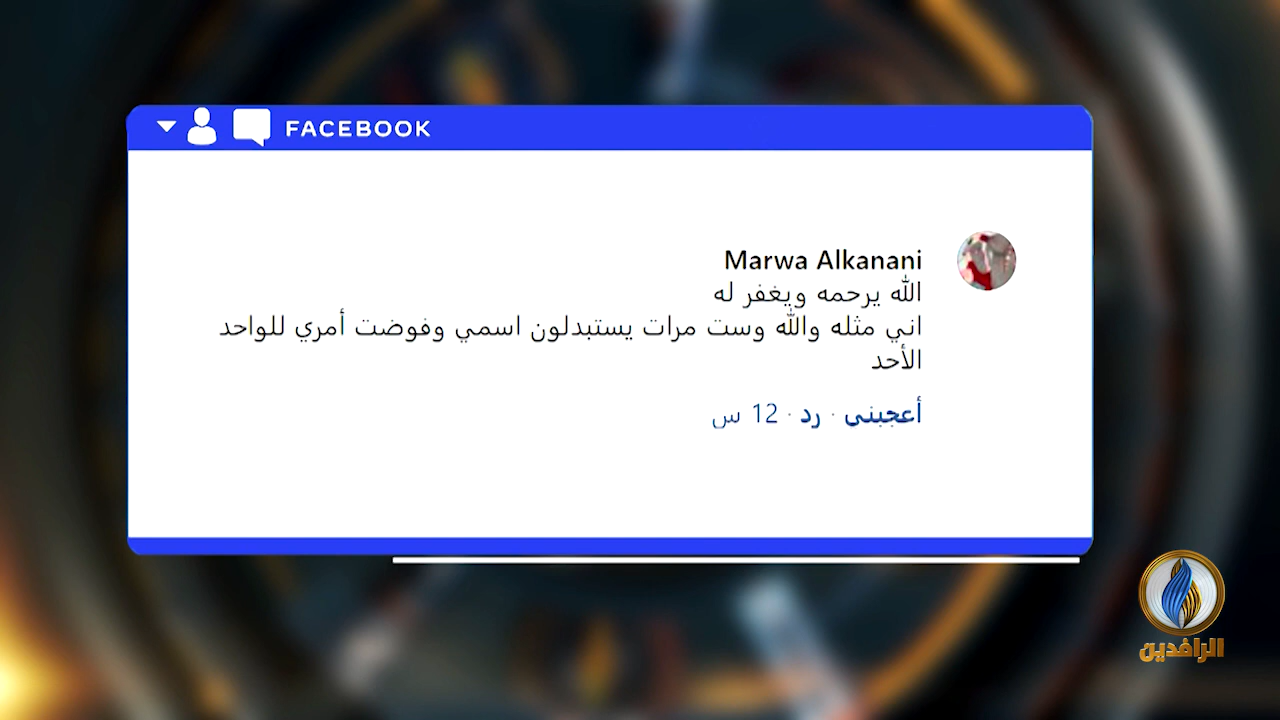 FACEBOOK
Marwa Alkanani
الله يرحمه ويغفر له
اني مثله والله وست مرات يستبدلون اسمي وفوضت أمري للواحد
الأحد
أعجبني · رد · 12 س
الرافدين